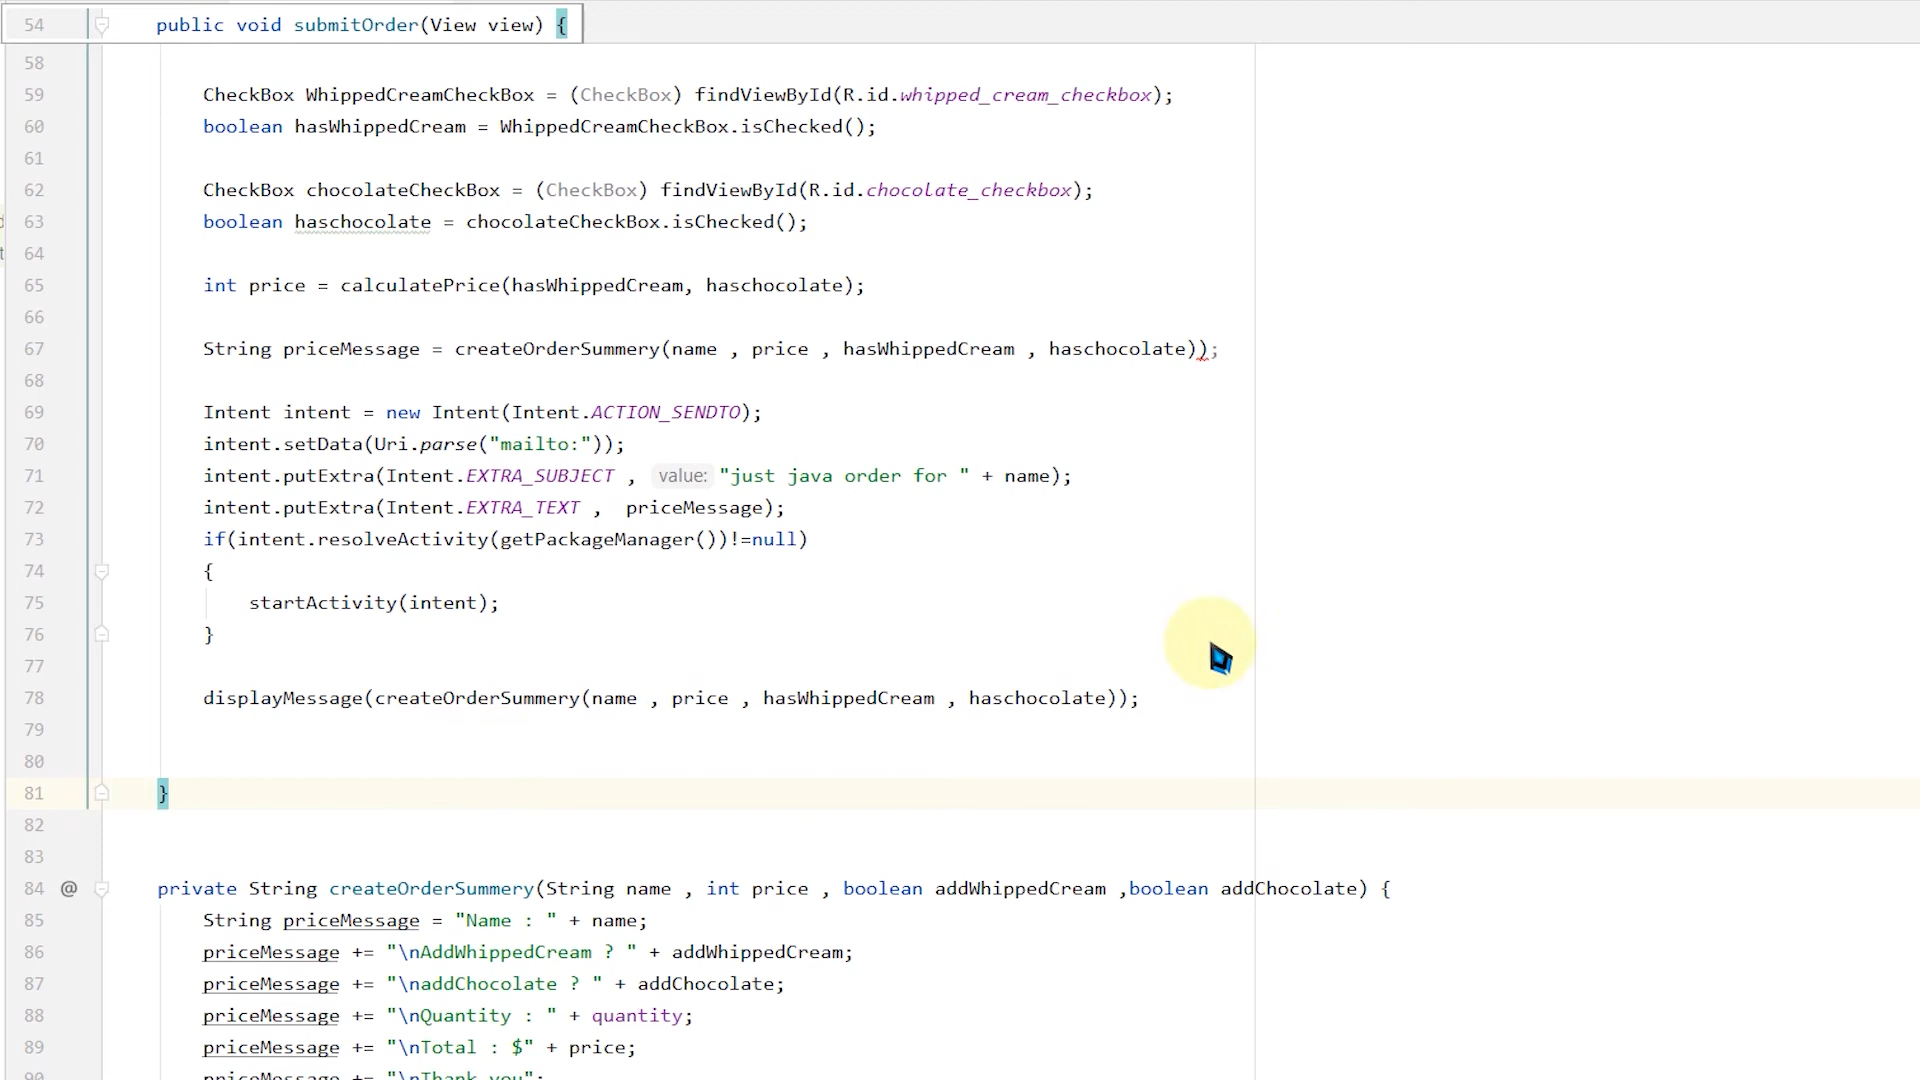 54 public void submitOrder(View view) {
58
59 CheckBox WhippedCreamCheckBox = (CheckBox) findViewById(R.id.whipped_cream_checkbox);
60 boolean hasWhippedCream = WhippedCreamCheckBox.isChecked();
61
62 CheckBox chocolateCheckBox = (CheckBox) findViewById(R.id.chocolate_checkbox);
63 boolean haschocolate = chocolateCheckBox.isChecked();
64
65 int price = calculatePrice(hasWhippedCream, haschocolate);
66
67 String priceMessage = createOrderSummery(name , price , hasWhippedCream , haschocolate));
68
69 Intent intent = new Intent(Intent.ACTION_SENDTO);
70 intent.setData(Uri.parse("mailto:"));
71 intent.putExtra(Intent.EXTRA_SUBJECT , value: "just java order for " + name);
72 intent.putExtra(Intent.EXTRA_TEXT , priceMessage);
73 if(intent.resolveActivity(getPackageManager())!=null)
74 {
75 startActivity(intent);
76 }
77
78 displayMessage(createOrderSummery(name , price , hasWhippedCream , haschocolate));
79
80
81 }
82
83
84 @ private String createOrderSummery(String name , int price , boolean addWhippedCream ,boolean addChocolate) {
85 String priceMessage = "Name : " + name;
86 priceMessage += "\nAddWhippedCream ? " + addWhippedCream;
87 priceMessage += "\naddChocolate ? " + addChocolate;
88 priceMessage += "\nQuantity : " + quantity;
89 priceMessage += "\nTotal : $" + price;
90 priceMessage += "\nThank you";